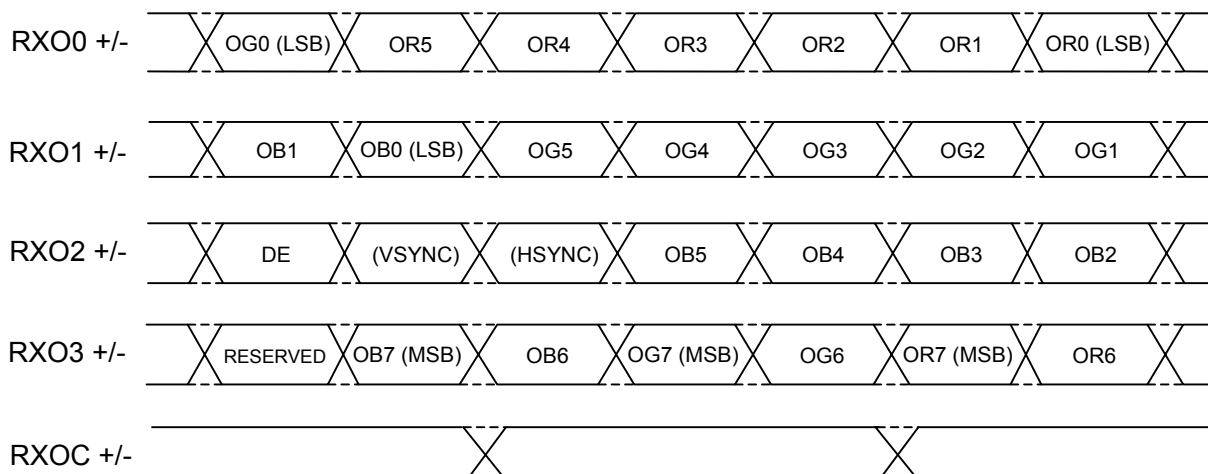 RXO0 +/- OG0 (LSB) OR5 OR4 OR3 OR2 OR1 OR0 (LSB)
RXO1 +/- OB1 OB0 (LSB) OG5 OG4 OG3 OG2 OG1
RXO2 +/- DE (VSYNC) (HSYNC) OB5 OB4 OB3 OB2
RXO3 +/- RESERVED OB7 (MSB) OB6 OG7 (MSB) OG6 OR7 (MSB) OR6
RXOC +/-